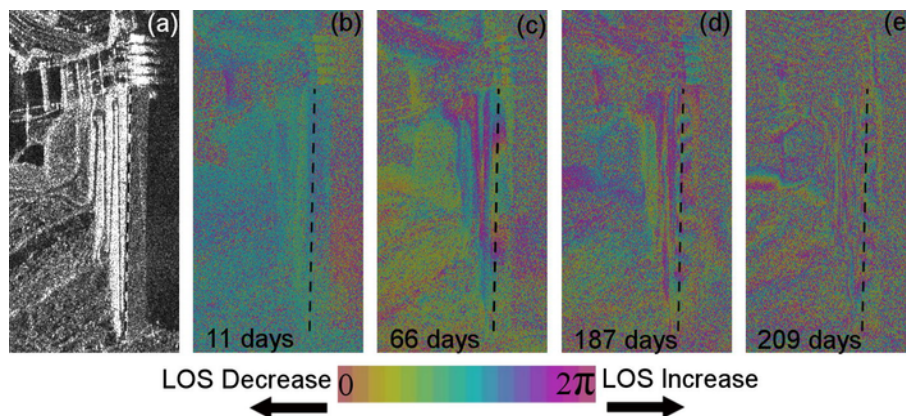 (a) (b) (c) (d) (e)
11 days 66 days 187 days 209 days
LOS Decrease 0 2π LOS Increase